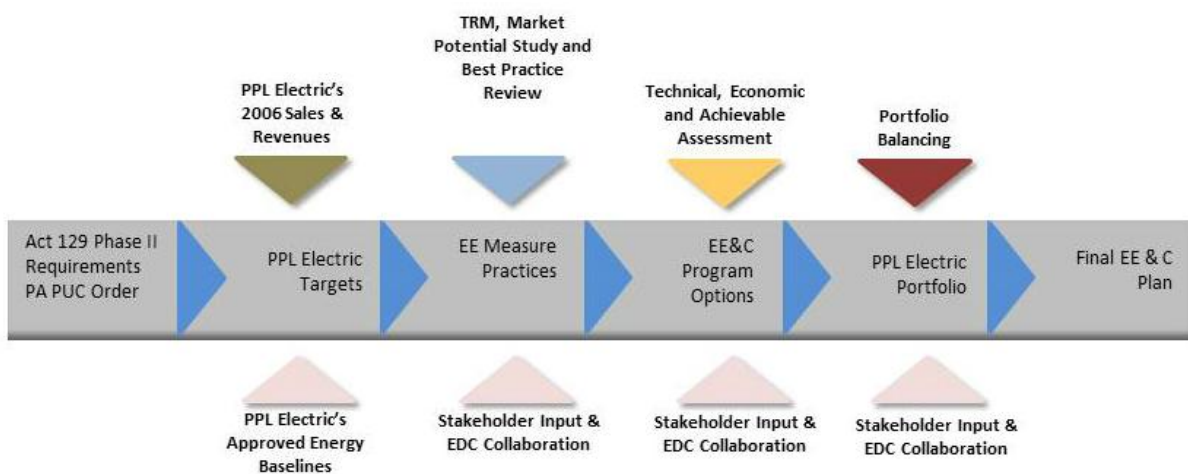 TRM, Market
Potential Study and
Best Practice
Review
PPL Electric's
2006 Sales &
Revenues
Technical, Economic
and Achievable
Assessment
Portfolio
Balancing
Act 129 Phase II
Requirements
PA PUC Order
PPL Electric
Targets
EE Measure
Practices
EE&C
Program
Options
PPL Electric
Portfolio
Final EE & C
Plan
PPL Electric's
Approved Energy
Baselines
Stakeholder Input &
EDC Collaboration
Stakeholder Input &
EDC Collaboration
Stakeholder Input &
EDC Collaboration